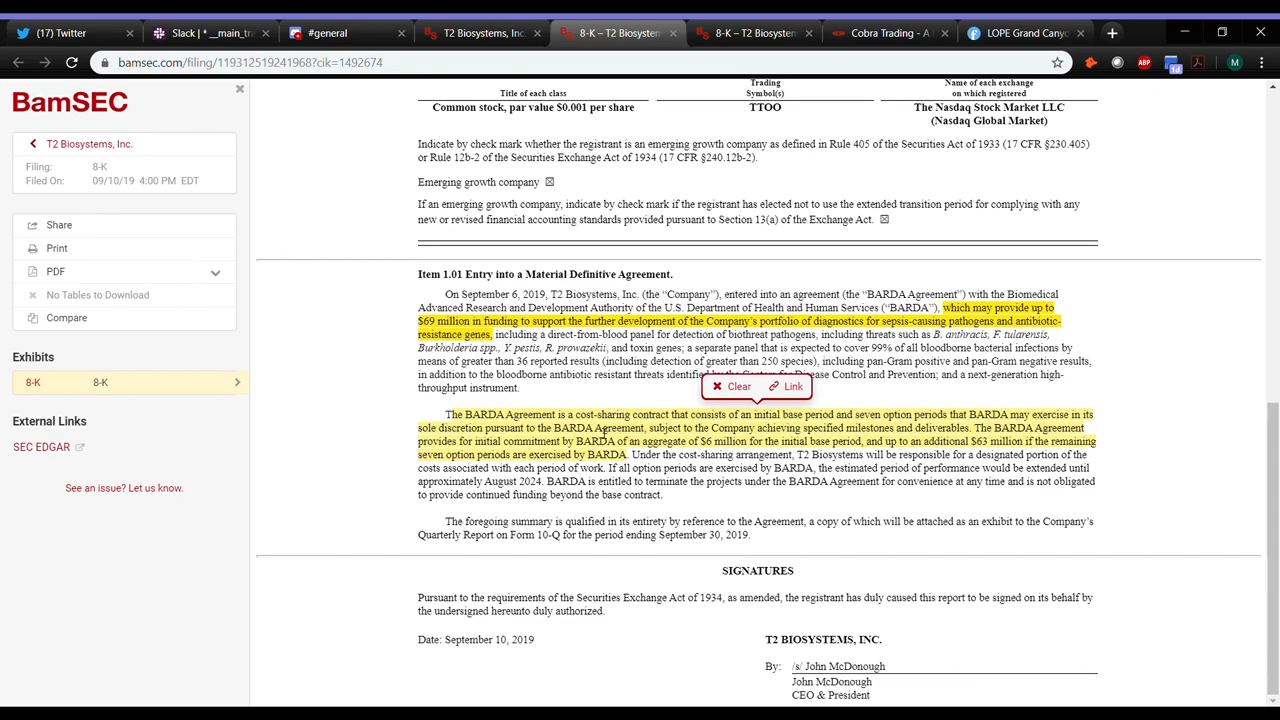 (17) Twitter
Slack | * __main_tra
#general
T2 Biosystems, Inc.
8-K – T2 Biosystem
8-K – T2 Biosystem
Cobra Trading - A
LOPE Grand Cany
bamsec.com/filing/119312519241968?cik=1492674
ABP
M
BamSEC
T2 Biosystems, Inc.
Filing: 8-K
Filed On: 09/10/19 4:00 PM EDT
Share
Print
PDF
No Tables to Download
Compare
Exhibits
8-K 8-K
External Links
SEC EDGAR
See an issue? Let us know.
Title of each class
Trading
Symbol(s)
Name of each exchange
on which registered
Common stock, par value $0.001 per share
TTOO
The Nasdaq Stock Market LLC
(Nasdaq Global Market)
Indicate by check mark whether the registrant is an emerging growth company as defined in Rule 405 of the Securities Act of 1933 (17 CFR §230.405)
or Rule 12b-2 of the Securities Exchange Act of 1934 (17 CFR §240.12b-2).
Emerging growth company ☒
If an emerging growth company, indicate by check mark if the registrant has elected not to use the extended transition period for complying with any
new or revised financial accounting standards provided pursuant to Section 13(a) of the Exchange Act. ☒
Item 1.01 Entry into a Material Definitive Agreement.
On September 6, 2019, T2 Biosystems, Inc. (the “Company”), entered into an agreement (the “BARDA Agreement”) with the Biomedical
Advanced Research and Development Authority of the U.S. Department of Health and Human Services (“BARDA”), which may provide up to
$69 million in funding to support the further development of the Company’s portfolio of diagnostics for sepsis-causing pathogens and antibiotic-
resistance genes, including a direct-from-blood panel for detection of biothreat pathogens, including threats such as B. anthracis, F. tularensis,
Burkholderia spp., Y. pestis, R. prowazekii, and toxin genes; a separate panel that is expected to cover 99% of all bloodborne bacterial infections by
means of greater than 36 reported results (including detection of greater than 250 species), including pan-Gram positive and pan-Gram negative results,
in addition to the bloodborne antibiotic resistant threats identified Disease Control and Prevention; and a next-generation high-
throughput instrument.
Clear Link
The BARDA Agreement is a cost-sharing contract that consists of an initial base period and seven option periods that BARDA may exercise in its
sole discretion pursuant to the BARDA Agreement, subject to the Company achieving specified milestones and deliverables. The BARDA Agreement
provides for initial commitment by BARDA of an aggregate of $6 million for the initial base period, and up to an additional $63 million if the remaining
seven option periods are exercised by BARDA. Under the cost-sharing arrangement, T2 Biosystems will be responsible for a designated portion of the
costs associated with each period of work. If all option periods are exercised by BARDA, the estimated period of performance would be extended until
approximately August 2024. BARDA is entitled to terminate the projects under the BARDA Agreement for convenience at any time and is not obligated
to provide continued funding beyond the base contract.
The foregoing summary is qualified in its entirety by reference to the Agreement, a copy of which will be attached as an exhibit to the Company’s
Quarterly Report on Form 10-Q for the period ending September 30, 2019.
SIGNATURES
Pursuant to the requirements of the Securities Exchange Act of 1934, as amended, the registrant has duly caused this report to be signed on its behalf by
the undersigned hereunto duly authorized.
Date: September 10, 2019
T2 BIOSYSTEMS, INC.
By: /s/ John McDonough
John McDonough
CEO & President